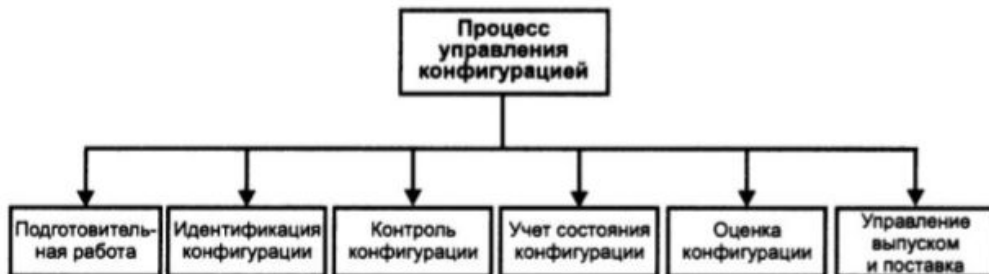 Процесс
управления
конфигурацией
Подготовитель-
ная работа
Идентификация
конфигурации
Контроль
конфигурации
Учет состояния
конфигурации
Оценка
конфигурации
Управление
выпуском
и поставка